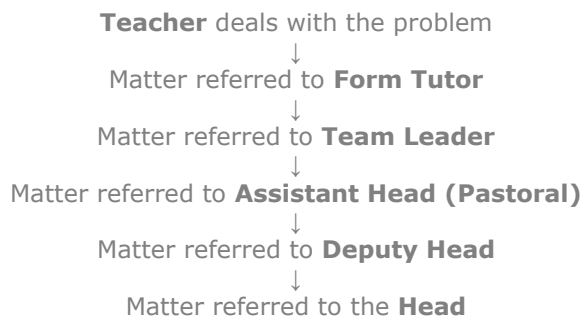 Teacher deals with the problem
↓
Matter referred to Form Tutor
↓
Matter referred to Team Leader
↓
Matter referred to Assistant Head (Pastoral)
↓
Matter referred to Deputy Head
↓
Matter referred to the Head